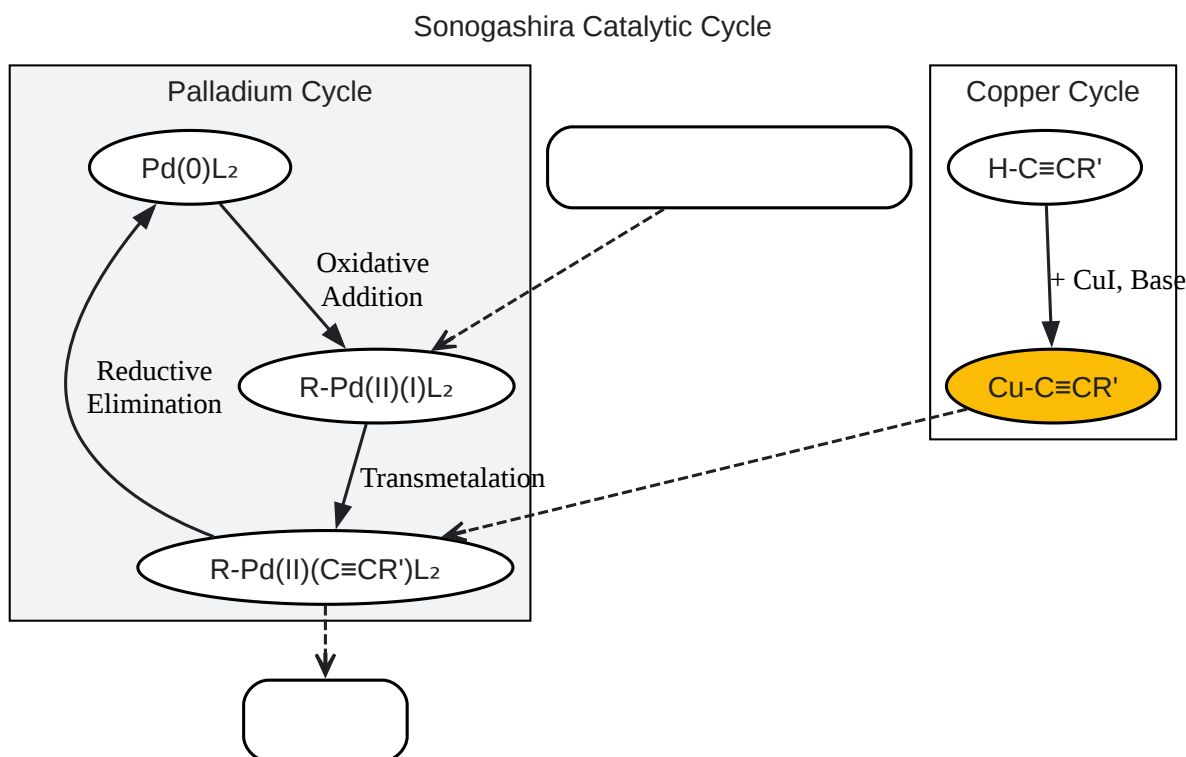 Sonogashira Catalytic Cycle
Palladium Cycle
Pd(0)L₂
Oxidative
Addition
Reductive
Elimination
R-Pd(II)(I)L₂
Transmetalation
R-Pd(II)(C≡CR')L₂
Copper Cycle
H-C≡CR'
+ CuI, Base
Cu-C≡CR'